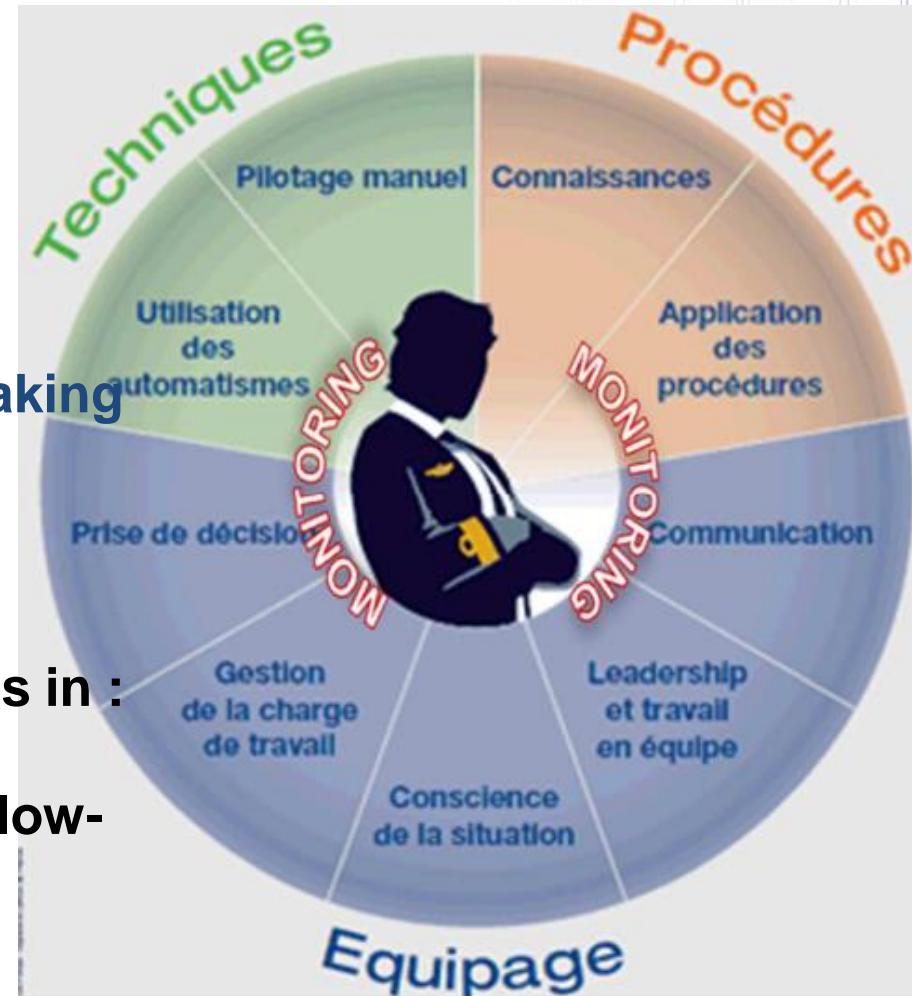 Techniques
Procédures
Pilotage manuel
Connaissances
Utilisation
des
automatismes
Application
des
procédures
aking
MONITORING
MONITORING
Prise de décision
Communication
s in :
Gestion
de la charge
de travail
Leadership
et travail
en équipe
low-
Conscience
de la situation
Equipage